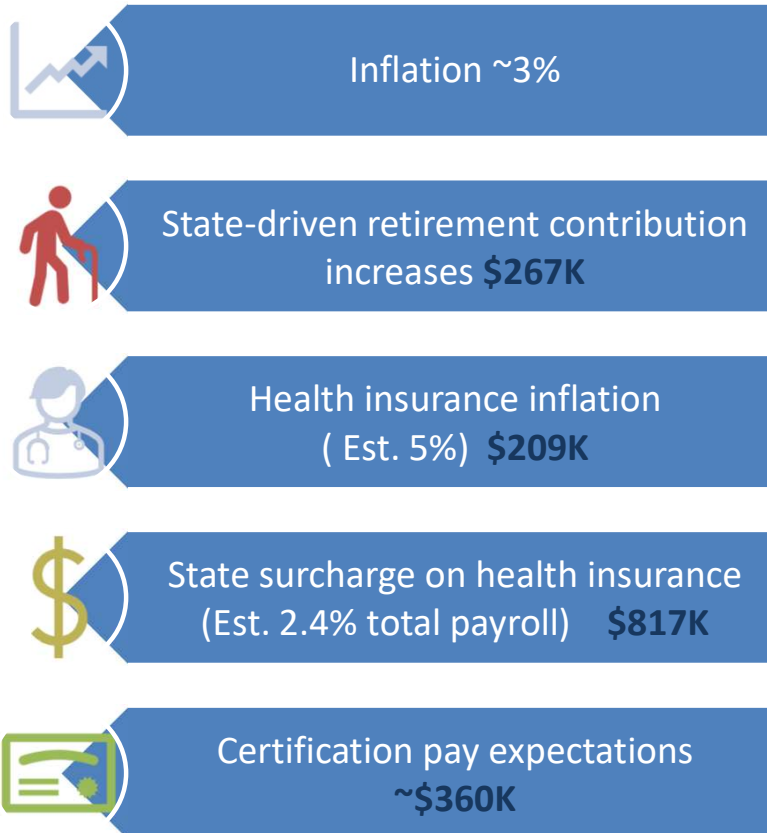 Inflation ~3%
State-driven retirement contribution
increases $267K
Health insurance inflation
( Est. 5%) $209K
State surcharge on health insurance
(Est. 2.4% total payroll) $817K
Certification pay expectations
~$360K